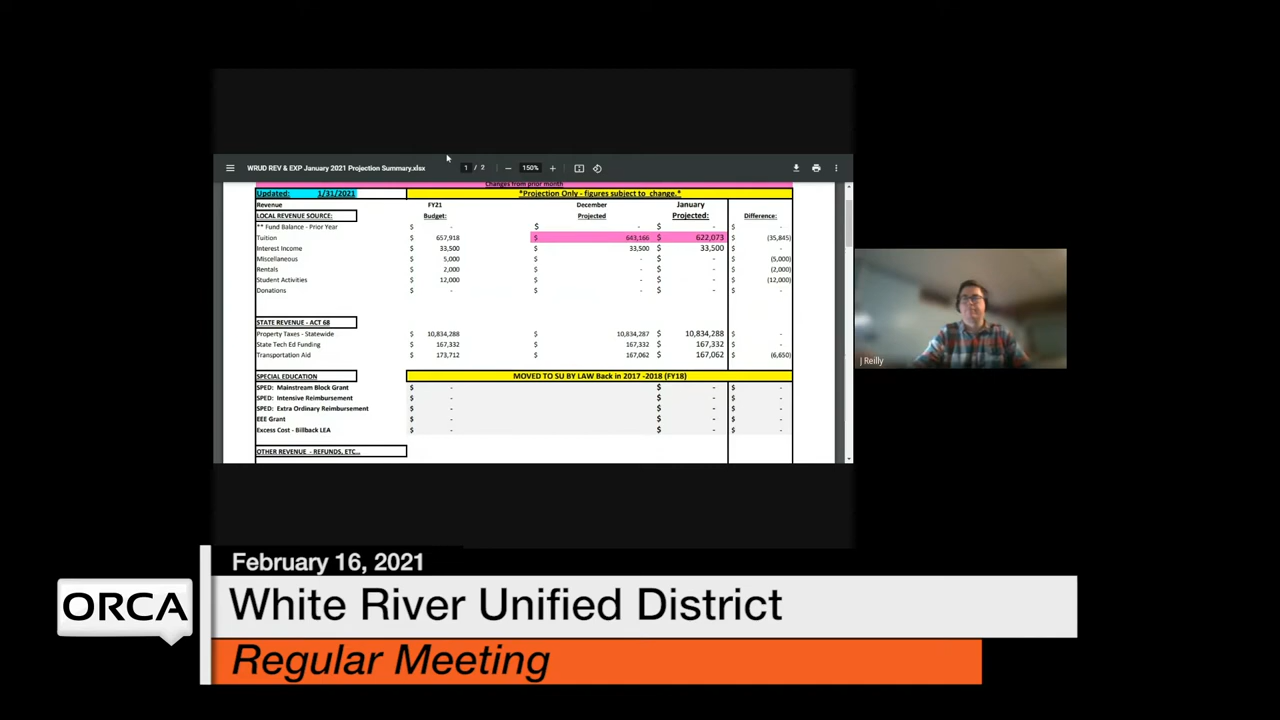 WRUD REV & EXP January 2021 Projection Summary.xlsx 1 / 2 150%
Changes from prior month
Updated: 1/31/2021 *Projection Only - figures subject to change.*
Revenue FY21 December January
LOCAL REVENUE SOURCE: Budget: Projected Projected: Difference:
** Fund Balance - Prior Year $ - $ - $ - $ -
Tuition $ 657,918 $ 643,166 $ 622,073 $ (35,845)
Interest Income $ 33,500 $ 33,500 $ 33,500 $ -
Miscellaneous $ 5,000 $ - $ - $ (5,000)
Rentals $ 2,000 $ - $ - $ (2,000)
Student Activities $ 12,000 $ - $ - $ (12,000)
Donations $ - $ - $ - $ -
STATE REVENUE - ACT 68
Property Taxes - Statewide $ 10,834,288 $ 10,834,287 $ 10,834,288 $ -
State Tech Ed Funding $ 167,332 $ 167,332 $ 167,332 $ -
Transportation Aid $ 173,712 $ 167,062 $ 167,062 $ (6,650)
SPECIAL EDUCATION MOVED TO SU BY LAW Back in 2017 -2018 (FY18)
SPED: Mainstream Block Grant $ - $ - $ -
SPED: Intensive Reimbursement $ - $ - $ -
SPED: Extra Ordinary Reimbursement $ - $ - $ -
EEE Grant $ - $ - $ -
Excess Cost - Billback LEA $ - $ - $ -
OTHER REVENUE - REFUNDS, ETC...
J Reilly
February 16, 2021
ORCA
White River Unified District
Regular Meeting